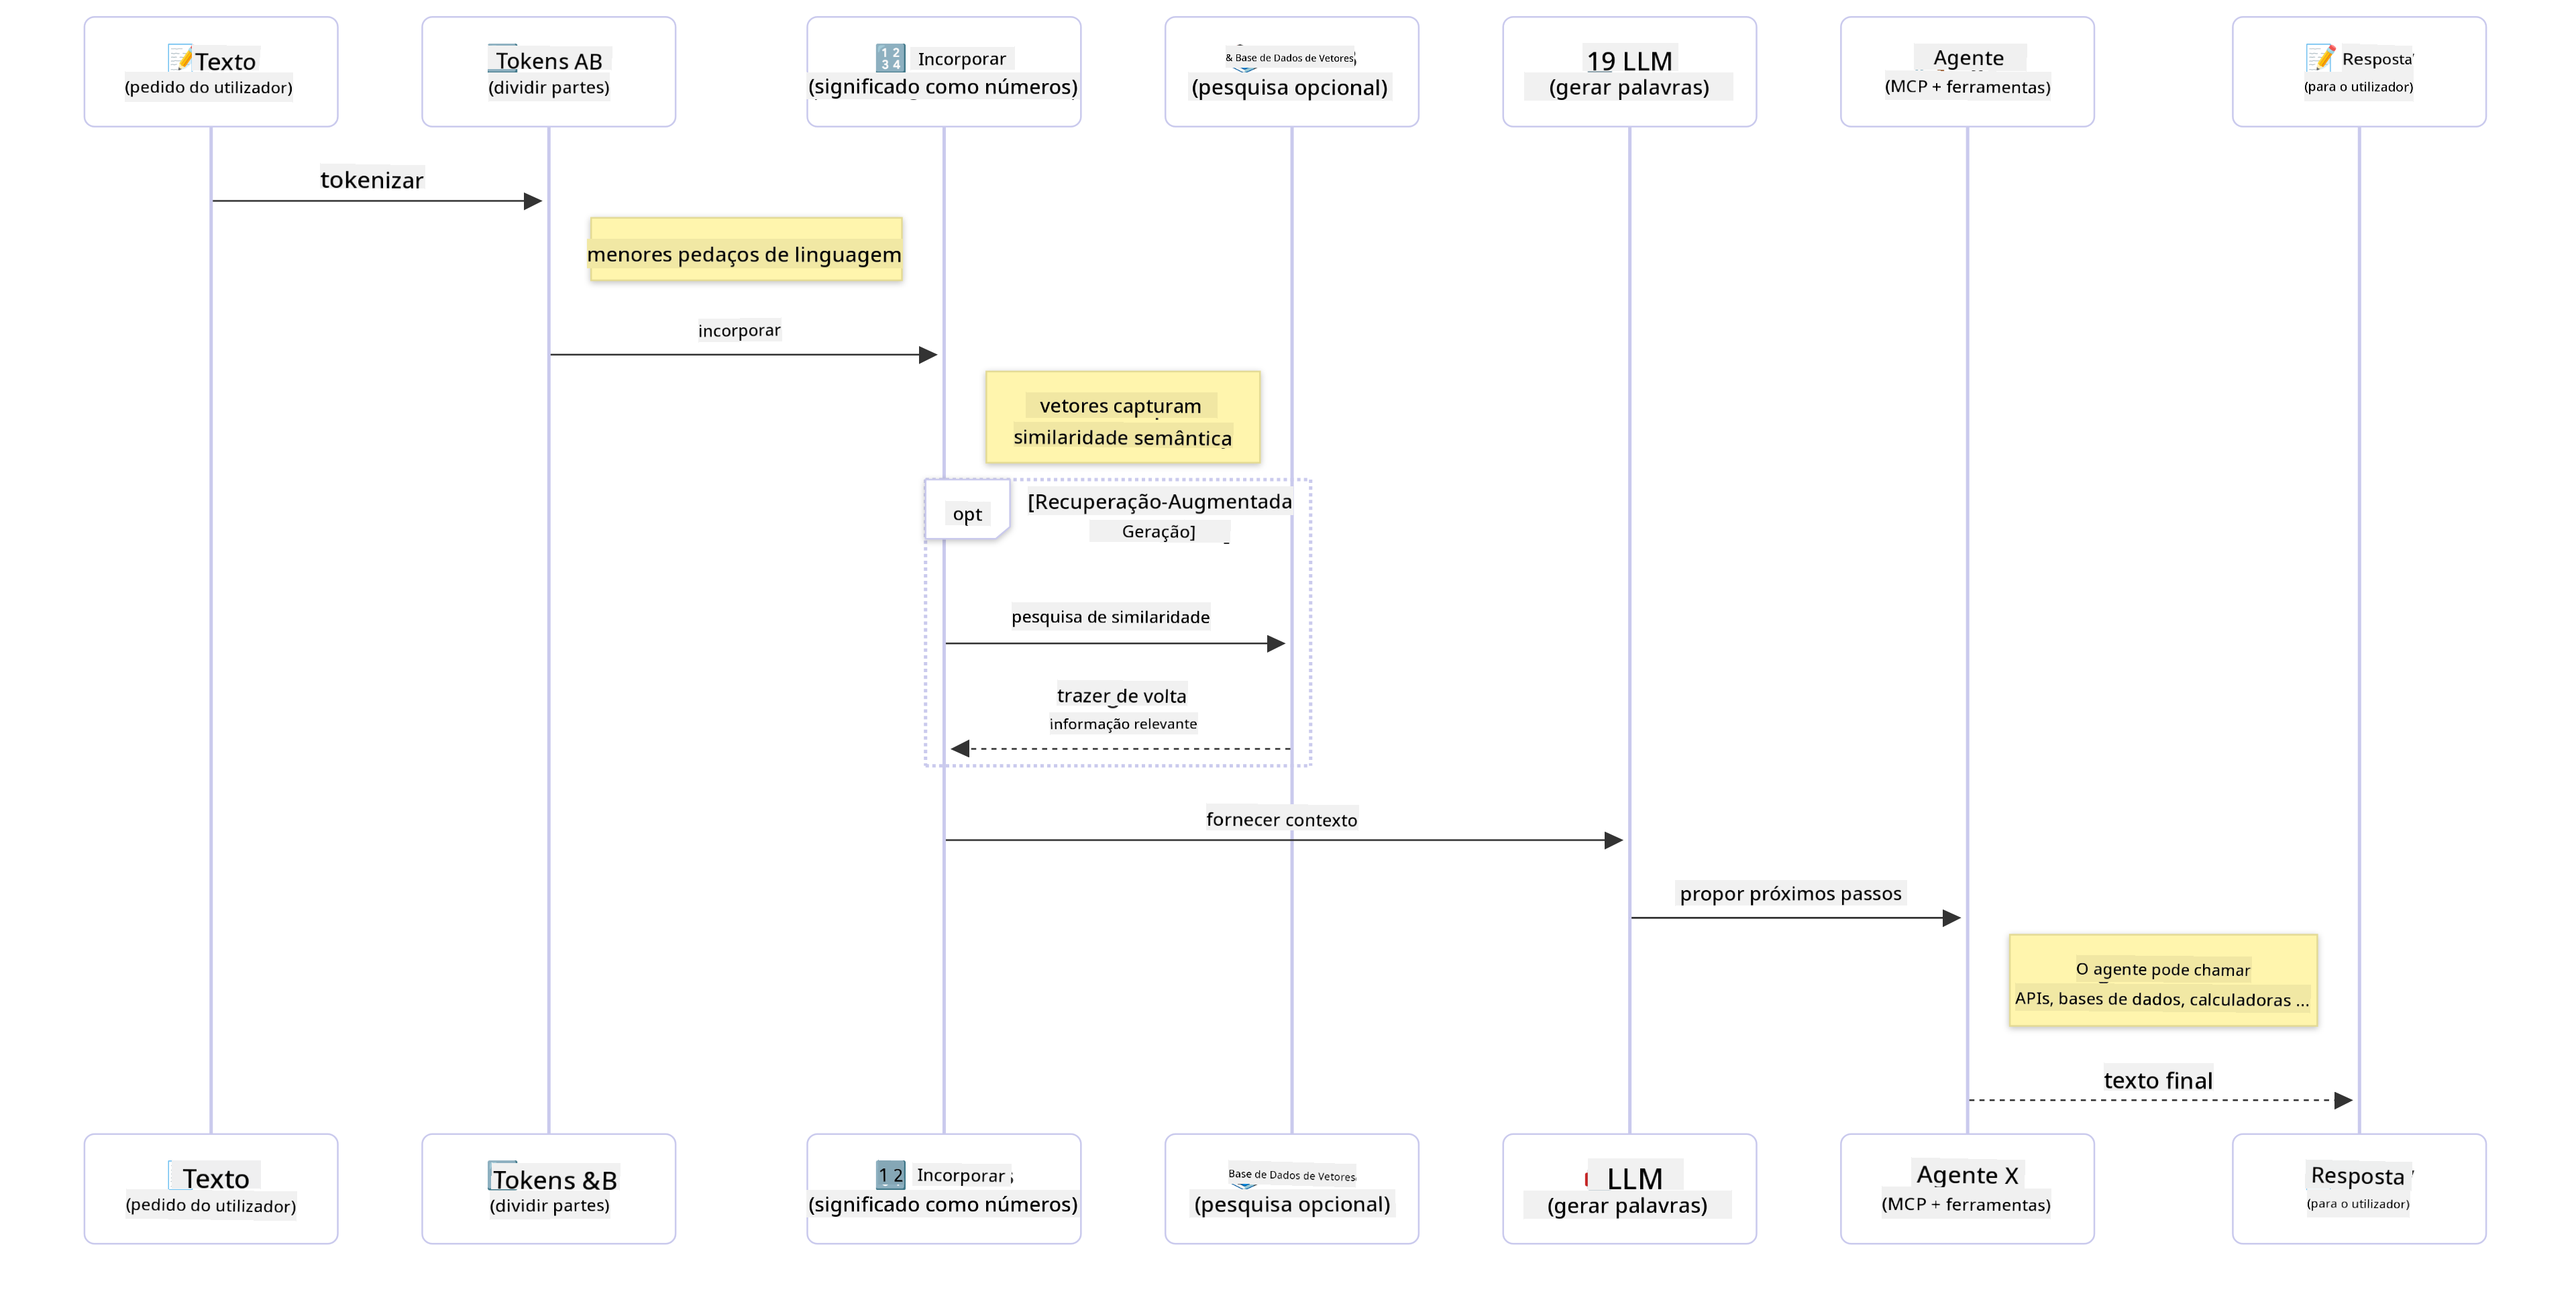 Texto
(pedido do utilizador)
Tokens AB
(dividir partes)
Incorporar
(significado como números)
& Base de Dados de Vetores
(pesquisa opcional)
19 LLM
(gerar palavras)
Agente
(MCP + ferramentas)
Resposta
(para o utilizador)
tokenizar
menores pedaços de linguagem
incorporar
vetores capturam
similaridade semântica
opt
[Recuperação-Augmentada
Geração]
pesquisa de similaridade
trazer de volta
informação relevante
fornecer contexto
propor próximos passos
O agente pode chamar
APIs, bases de dados, calculadoras ...
texto final
Texto
(pedido do utilizador)
Tokens &B
(dividir partes)
12 Incorporar
(significado como números)
Base de Dados de Vetores
(pesquisa opcional)
LLM
(gerar palavras)
Agente X
(MCP + ferramentas)
Resposta
(para o utilizador)